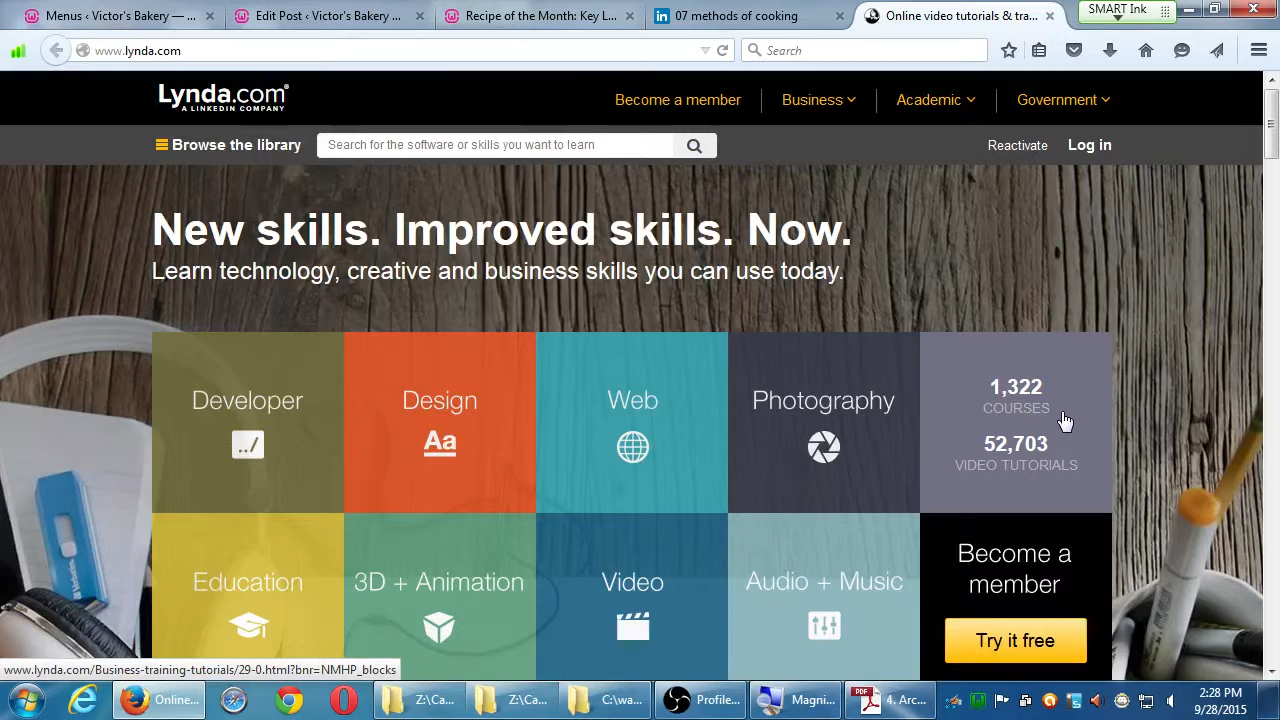 Menus ‹ Victor's Bakery — ...
Edit Post ‹ Victor's Bakery ...
Recipe of the Month: Key L...
in 07 methods of cooking
Online video tutorials & tra...
SMART Ink
www.lynda.com
Search
Lynda.com®
A LINKEDIN COMPANY
Become a member
Business
Academic
Government
Browse the library
Search for the software or skills you want to learn
Reactivate
Log in
New skills. Improved skills. Now.
Learn technology, creative and business skills you can use today.
Developer
Design
Aa
Web
Photography
1,322
COURSES
52,703
VIDEO TUTORIALS
Education
3D + Animation
Video
Audio + Music
Become a
member
Try it free
www.lynda.com/Business-training-tutorials/29-0.html?bnr=NMHP_blocks
Online...
Z:\Ca...
Z:\Ca...
C:\wa...
Profile...
Magni...
PDF
4. Arc...
2:28 PM
9/28/2015